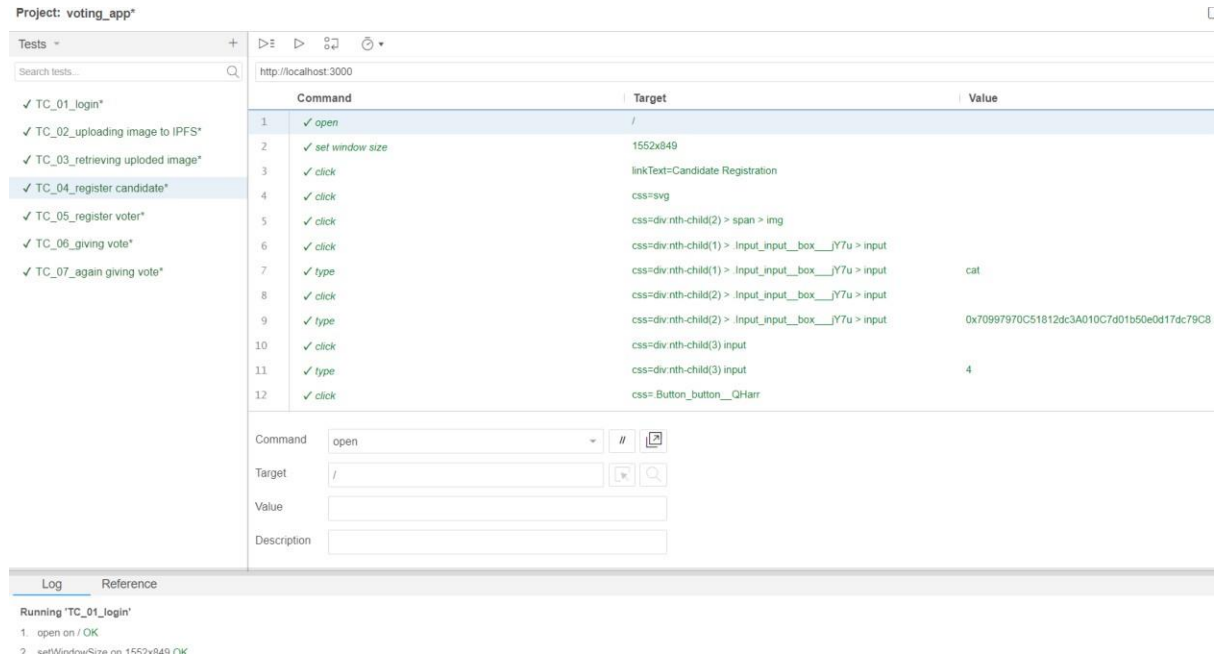 Project: voting_app*
Tests
Search tests...
http://localhost:3000
✓ TC_01_login*
✓ TC_02_uploading image to IPFS*
✓ TC_03_retrieving uploded image*
✓ TC_04_register candidate*
✓ TC_05_register voter*
✓ TC_06_giving vote*
✓ TC_07_again giving vote*
Command Target Value
1 ✓ open /
2 ✓ set window size 1552x849
3 ✓ click linkText=Candidate Registration
4 ✓ click css=svg
5 ✓ click css=div:nth-child(2) > span > img
6 ✓ click css=div:nth-child(1) > .Input_input__box___jY7u > input
7 ✓ type css=div:nth-child(1) > .Input_input__box___jY7u > input cat
8 ✓ click css=div:nth-child(2) > .Input_input__box___jY7u > input
9 ✓ type css=div:nth-child(2) > .Input_input__box___jY7u > input 0x70997970C51812dc3A010C7d01b50e0d17dc79C8
10 ✓ click css=div:nth-child(3) input
11 ✓ type css=div:nth-child(3) input 4
12 ✓ click css=.Button_button__QHarr
Command open //
Target /
Value
Description
Log Reference
Running 'TC_01_login'
1. open on / OK
2. setWindowSize on 1552x849 OK